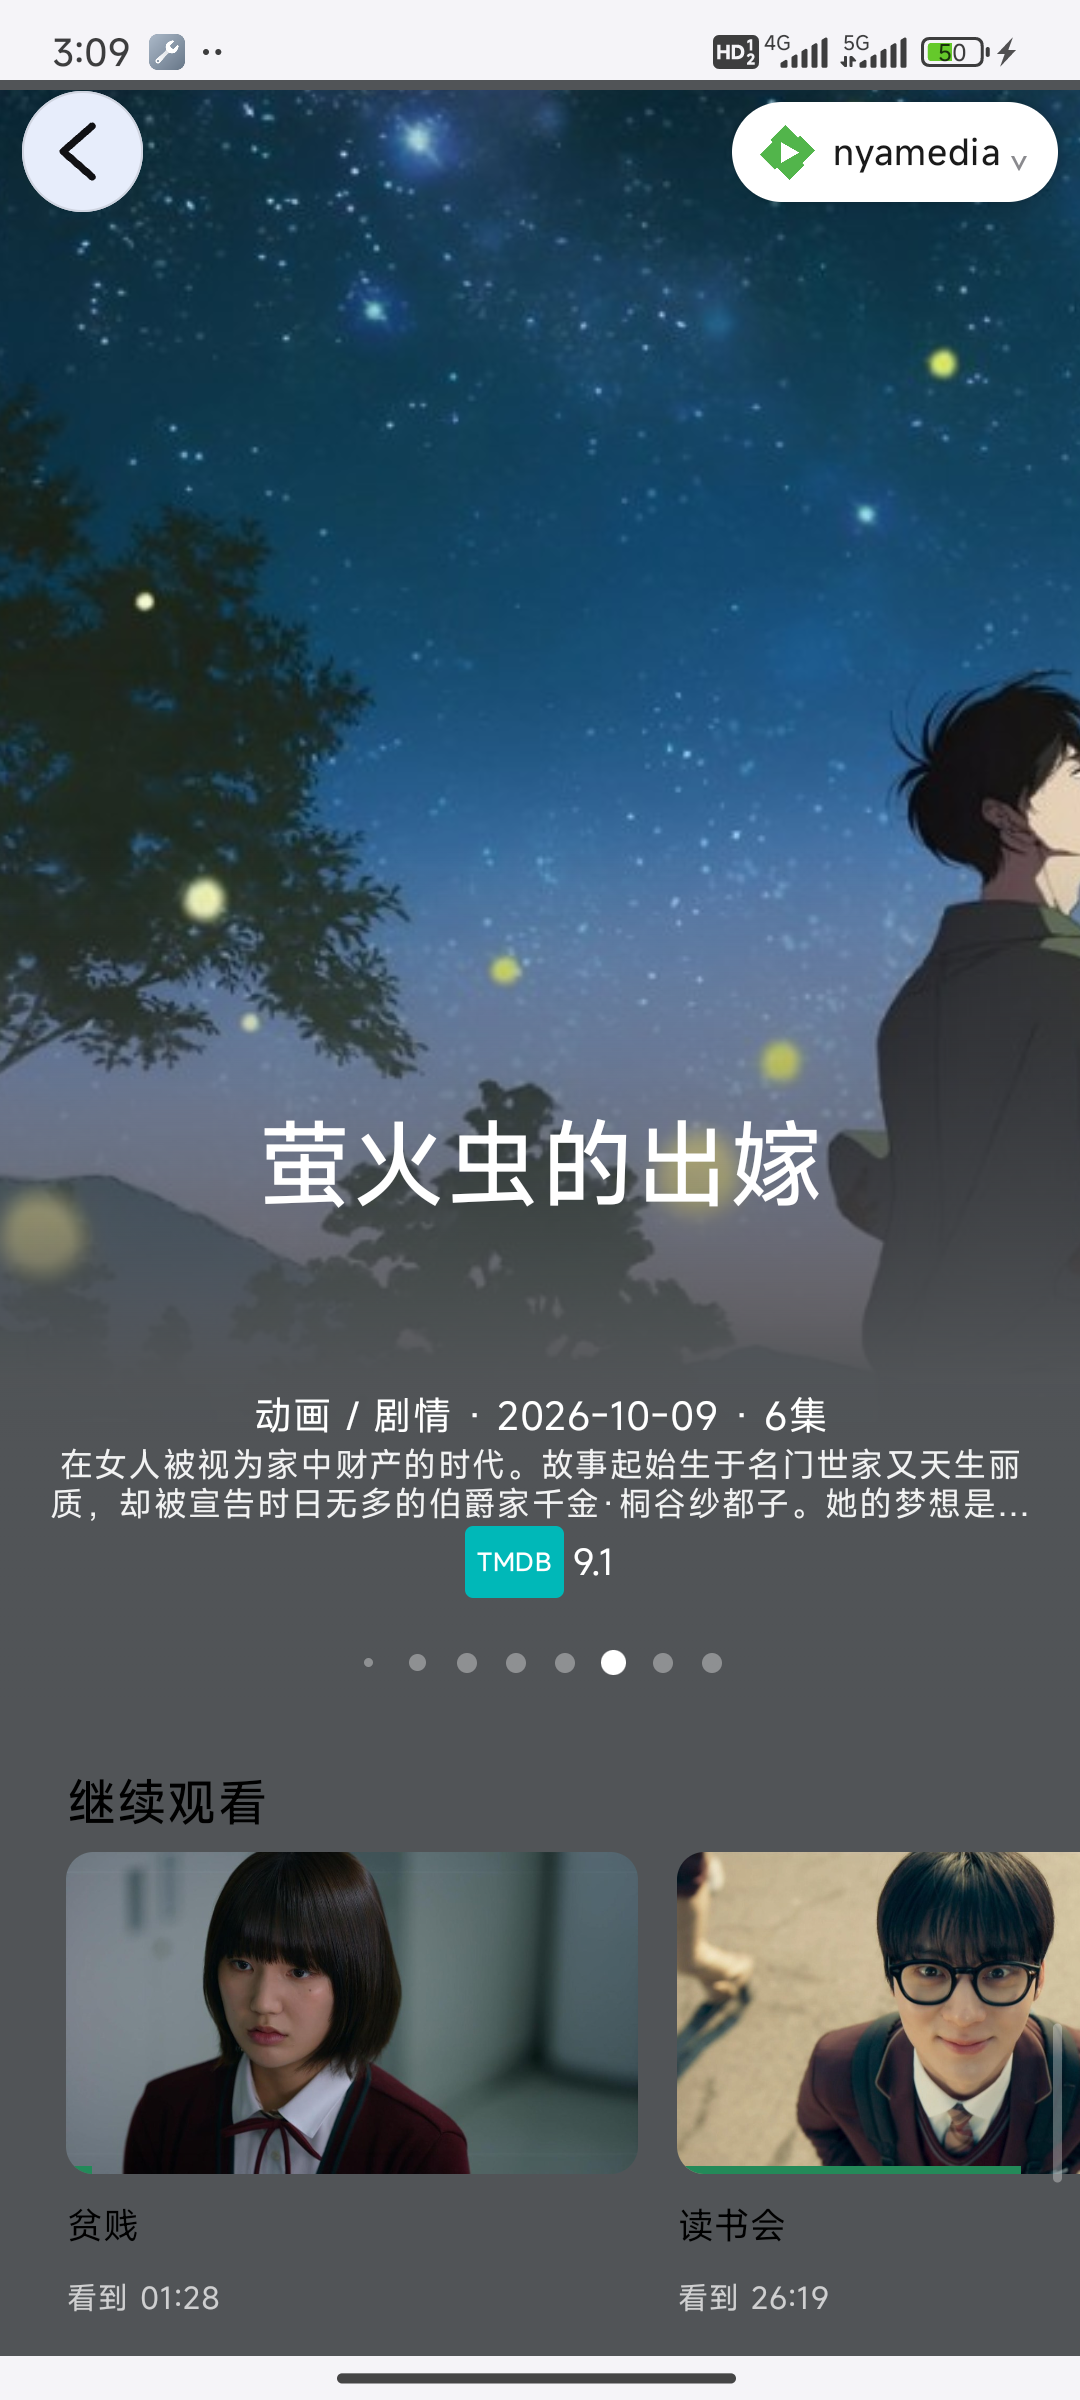 3:09
HD 1 2 4G 5G 50
nyamedia
萤火虫的出嫁
动画 / 剧情 · 2026-10-09 · 6集
在女人被视为家中财产的时代。故事起始生于名门世家又天生丽
质，却被宣告时日无多的伯爵家千金·桐谷纱都子。她的梦想是...
TMDB 9.1
继续观看
贫贱
看到 01:28
读书会
看到 26:19